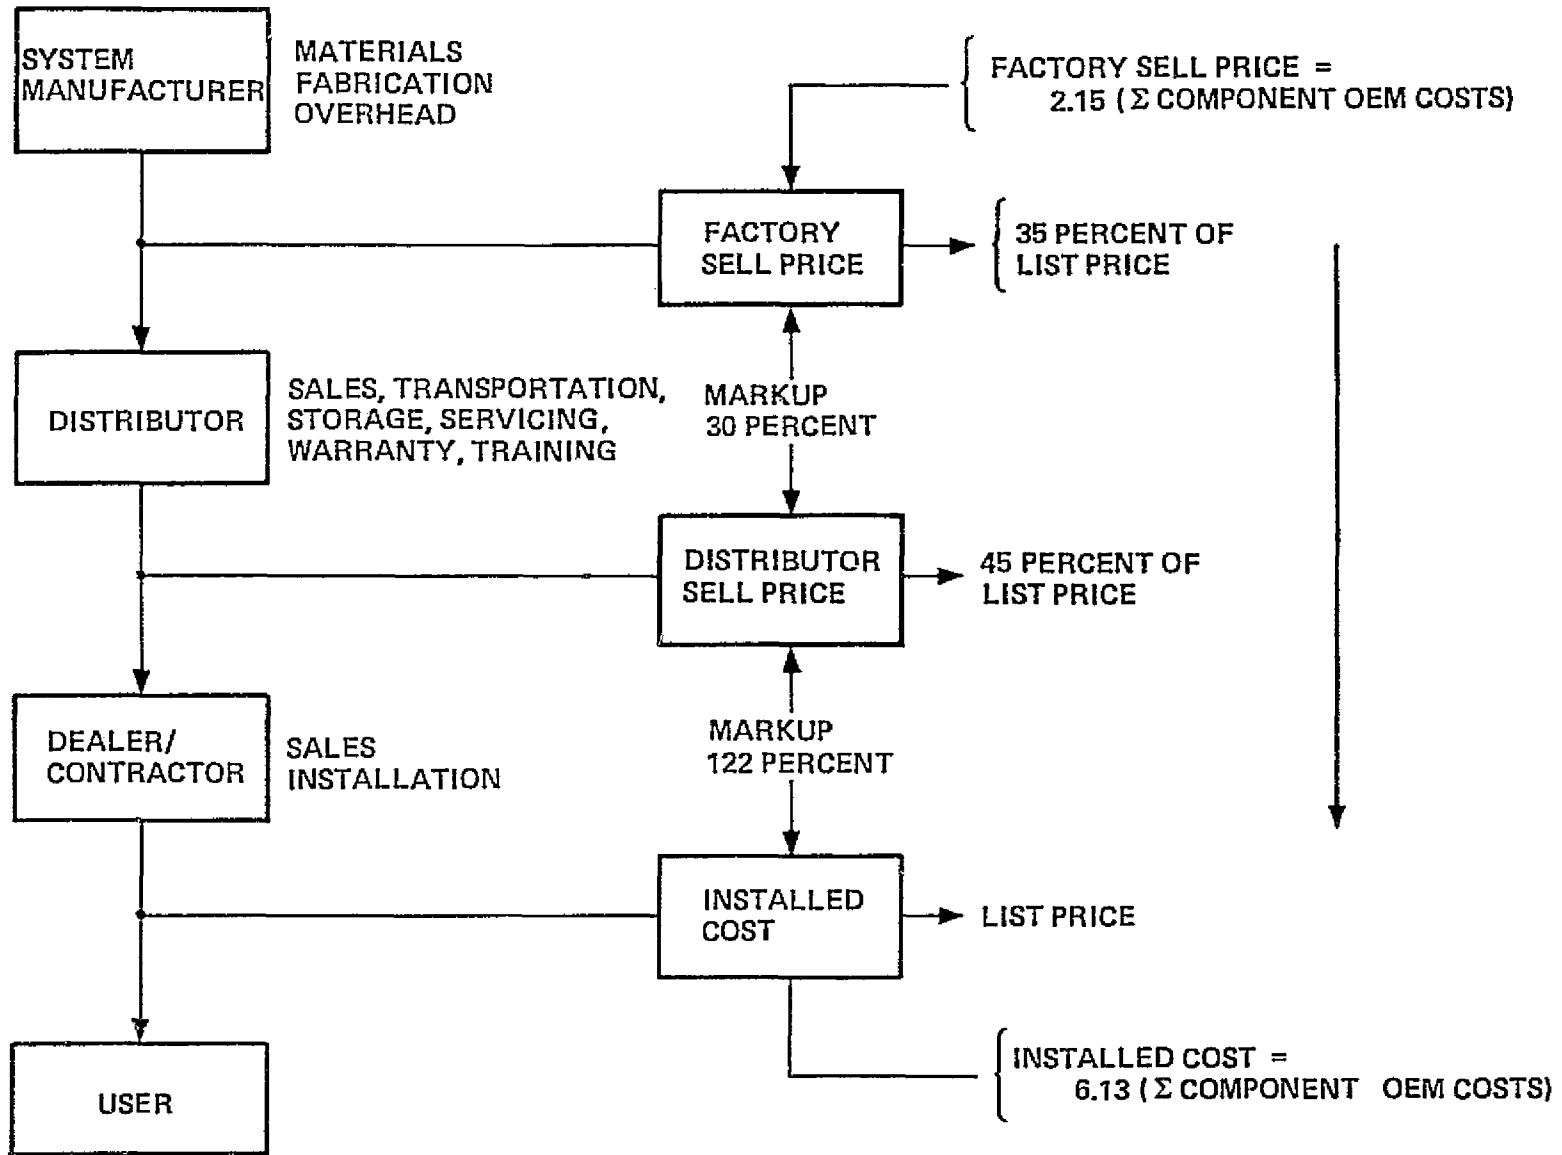 SYSTEM
MANUFACTURER
MATERIALS
FABRICATION
OVERHEAD
FACTORY SELL PRICE =
2.15 ( Σ COMPONENT OEM COSTS)
FACTORY
SELL PRICE
35 PERCENT OF
LIST PRICE
DISTRIBUTOR
SALES, TRANSPORTATION,
STORAGE, SERVICING,
WARRANTY, TRAINING
MARKUP
30 PERCENT
DISTRIBUTOR
SELL PRICE
45 PERCENT OF
LIST PRICE
DEALER/
CONTRACTOR
SALES
INSTALLATION
MARKUP
122 PERCENT
INSTALLED
COST
LIST PRICE
USER
INSTALLED COST =
6.13 ( Σ COMPONENT OEM COSTS)